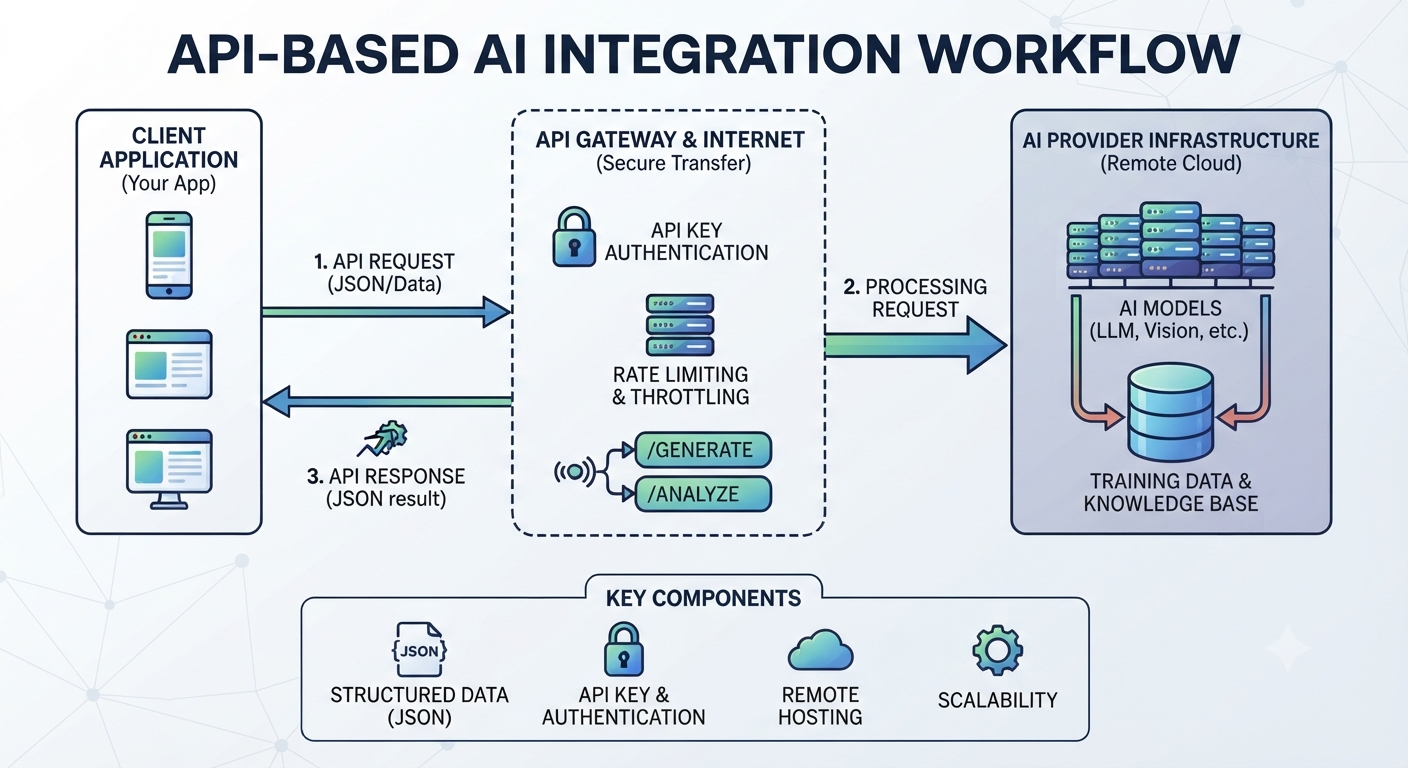 API-BASED AI INTEGRATION WORKFLOW
CLIENT
APPLICATION
(Your App)
1. API REQUEST
(JSON/Data)
3. API RESPONSE
(JSON result)
API GATEWAY & INTERNET
(Secure Transfer)
API KEY
AUTHENTICATION
RATE LIMITING
& THROTTLING
/GENERATE
/ANALYZE
2. PROCESSING
REQUEST
AI PROVIDER INFRASTRUCTURE
(Remote Cloud)
AI MODELS
(LLM, Vision, etc.)
TRAINING DATA &
KNOWLEDGE BASE
KEY COMPONENTS
{JSON}
STRUCTURED DATA
(JSON)
API KEY &
AUTHENTICATION
REMOTE
HOSTING
SCALABILITY